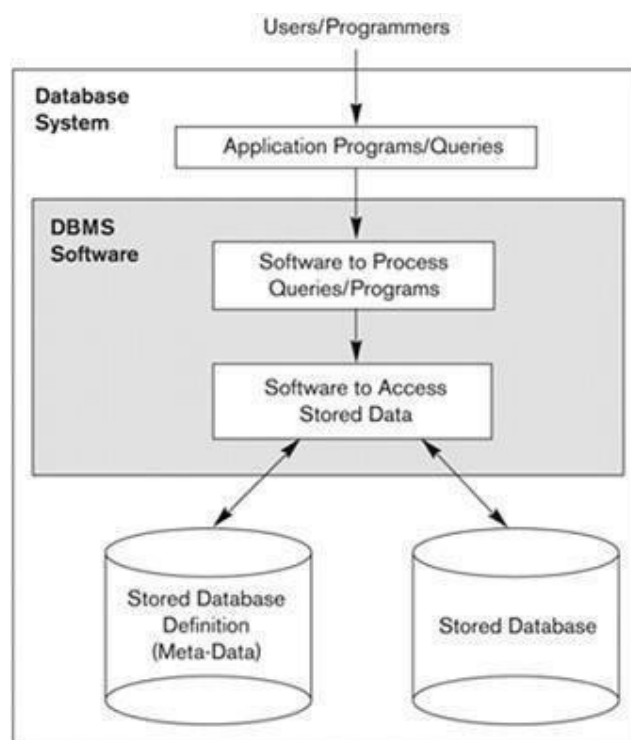 Users/Programmers
Database
System
Application Programs/Queries
DBMS
Software
Software to Process
Queries/Programs
Software to Access
Stored Data
Stored Database
Definition
(Meta-Data)
Stored Database